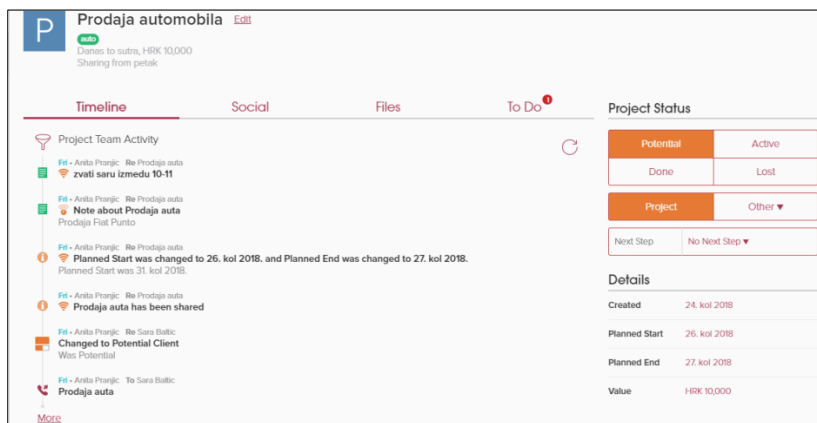 P
Prodaja automobila Edit
auto
Danas to sutra, HRK 10,000
Sharing from petak
Timeline Social Files To Do 1
Project Team Activity
Fri • Anita Pranjic Re Prodaja auta
zvati saru izmedu 10-11
Fri • Anita Pranjic Re Prodaja auta
Note about Prodaja auta
Prodaja Fiat Punto
Fri • Anita Pranjic Re Prodaja auta
Planned Start was changed to 26. kol 2018. and Planned End was changed to 27. kol 2018.
Planned Start was 31. kol 2018.
Fri • Anita Pranjic Re Prodaja auta
Prodaja auta has been shared
Fri • Anita Pranjic Re Sara Baltic
Changed to Potential Client
Was Potential
Fri • Anita Pranjic To Sara Baltic
Prodaja auta
More
Project Status
Potential Active
Done Lost
Project Other ▼
Next Step No Next Step ▼
Details
Created 24. kol 2018
Planned Start 26. kol 2018
Planned End 27. kol 2018
Value HRK 10,000